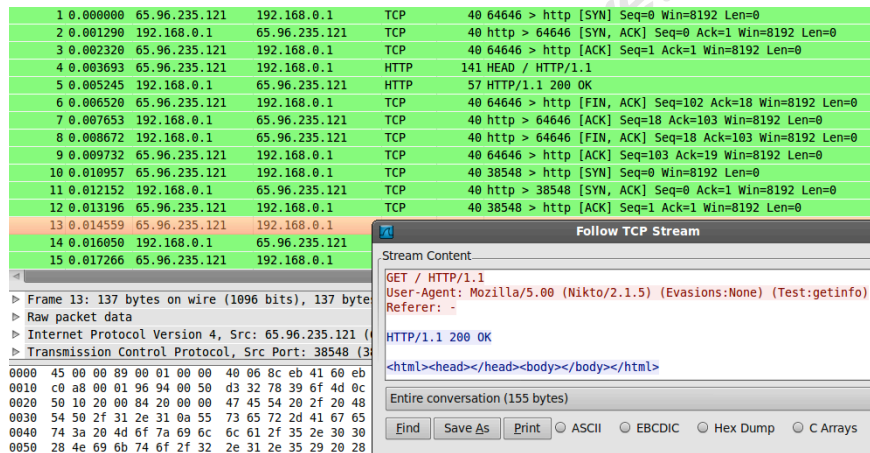 1 0.000000 65.96.235.121 192.168.0.1 TCP 40 64646 > http [SYN] Seq=0 Win=8192 Len=0
2 0.001290 192.168.0.1 65.96.235.121 TCP 40 http > 64646 [SYN, ACK] Seq=0 Ack=1 Win=8192 Len=0
3 0.002320 65.96.235.121 192.168.0.1 TCP 40 64646 > http [ACK] Seq=1 Ack=1 Win=8192 Len=0
4 0.003693 65.96.235.121 192.168.0.1 HTTP 141 HEAD / HTTP/1.1
5 0.005245 192.168.0.1 65.96.235.121 HTTP 57 HTTP/1.1 200 OK
6 0.006520 65.96.235.121 192.168.0.1 TCP 40 64646 > http [FIN, ACK] Seq=102 Ack=18 Win=8192 Len=0
7 0.007653 192.168.0.1 65.96.235.121 TCP 40 http > 64646 [ACK] Seq=18 Ack=103 Win=8192 Len=0
8 0.008672 192.168.0.1 65.96.235.121 TCP 40 http > 64646 [FIN, ACK] Seq=18 Ack=103 Win=8192 Len=0
9 0.009732 65.96.235.121 192.168.0.1 TCP 40 64646 > http [ACK] Seq=103 Ack=19 Win=8192 Len=0
10 0.010957 65.96.235.121 192.168.0.1 TCP 40 38548 > http [SYN] Seq=0 Win=8192 Len=0
11 0.012152 192.168.0.1 65.96.235.121 TCP 40 http > 38548 [SYN, ACK] Seq=0 Ack=1 Win=8192 Len=0
12 0.013196 65.96.235.121 192.168.0.1 TCP 40 38548 > http [ACK] Seq=1 Ack=1 Win=8192 Len=0
13 0.014559 65.96.235.121 192.168.0.1
14 0.016050 192.168.0.1 65.96.235.121
15 0.017266 65.96.235.121 192.168.0.1
Follow TCP Stream
Stream Content
GET / HTTP/1.1
User-Agent: Mozilla/5.00 (Nikto/2.1.5) (Evasions:None) (Test:getinfo)
Referer: -
HTTP/1.1 200 OK
<html><head></head><body></body></html>
Entire conversation (155 bytes)
Find Save As Print ASCII EBCDIC Hex Dump C Arrays
Frame 13: 137 bytes on wire (1096 bits), 137 byte
Raw packet data
Internet Protocol Version 4, Src: 65.96.235.121 (
Transmission Control Protocol, Src Port: 38548 (3
0000 45 00 00 89 00 01 00 00 40 06 8c eb 41 60 eb
0010 c0 a8 00 01 96 94 00 50 d3 32 78 39 6f 4d 0c
0020 50 10 20 00 84 20 00 00 47 45 54 20 2f 20 48
0030 54 50 2f 31 2e 31 0a 55 73 65 72 2d 41 67 65
0040 74 3a 20 4d 6f 7a 69 6c 6c 61 2f 35 2e 30 30
0050 28 4e 69 6b 74 6f 2f 32 2e 31 2e 35 29 20 28